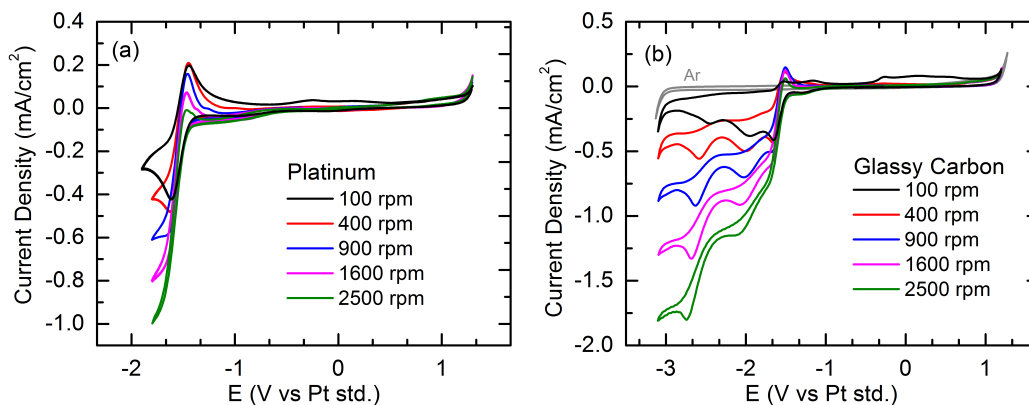 (a)
0.4
0.2
0.0
-0.2
-0.4
-0.6
-0.8
-1.0
Current Density (mA/cm²)
Platinum
100 rpm
400 rpm
900 rpm
1600 rpm
2500 rpm
-2 -1 0 1
E (V vs Pt std.)
(b)
0.5
0.0
-0.5
-1.0
-1.5
-2.0
Current Density (mA/cm²)
Ar
Glassy Carbon
100 rpm
400 rpm
900 rpm
1600 rpm
2500 rpm
-3 -2 -1 0 1
E (V vs Pt std.)